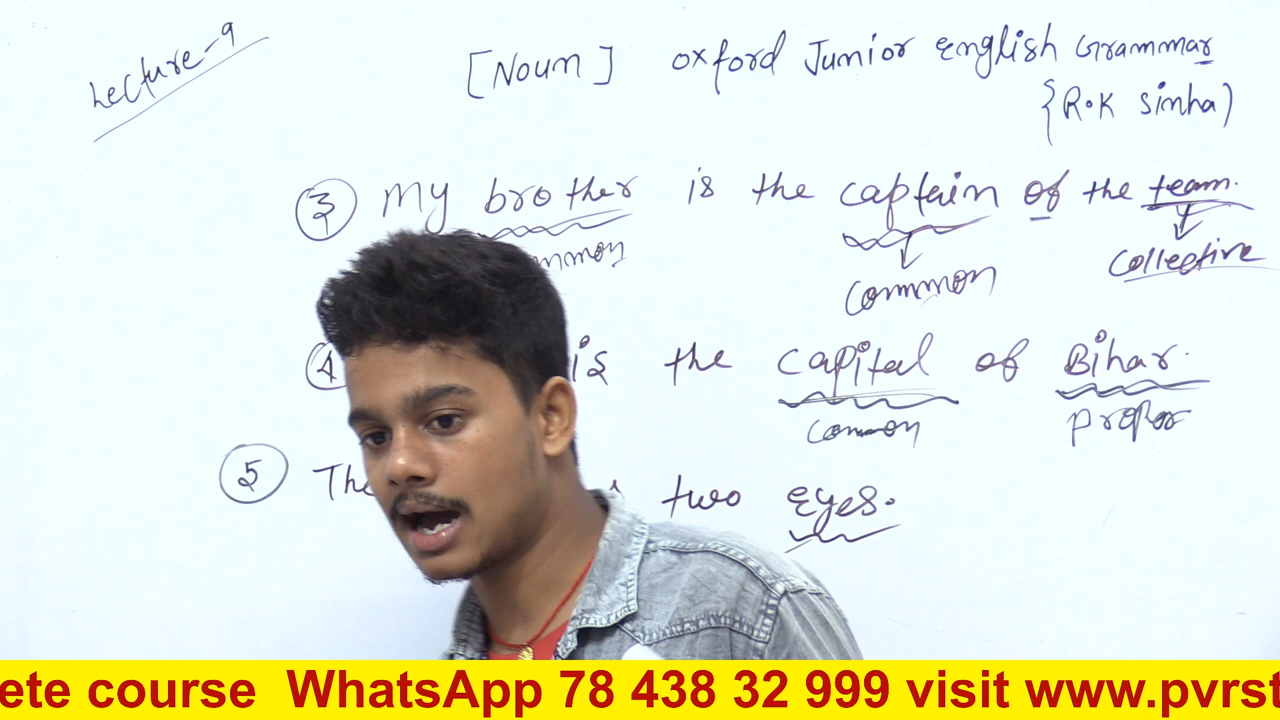 Lecture-9
[Noun] Oxford Junior English Grammar
{R.K Sinha)
③ My brother is the captain of the team.
common Collective
④ is the capital of Bihar.
common proper
⑤ The two Eyes.
ete course WhatsApp 78 438 32 999 visit www.pvrst